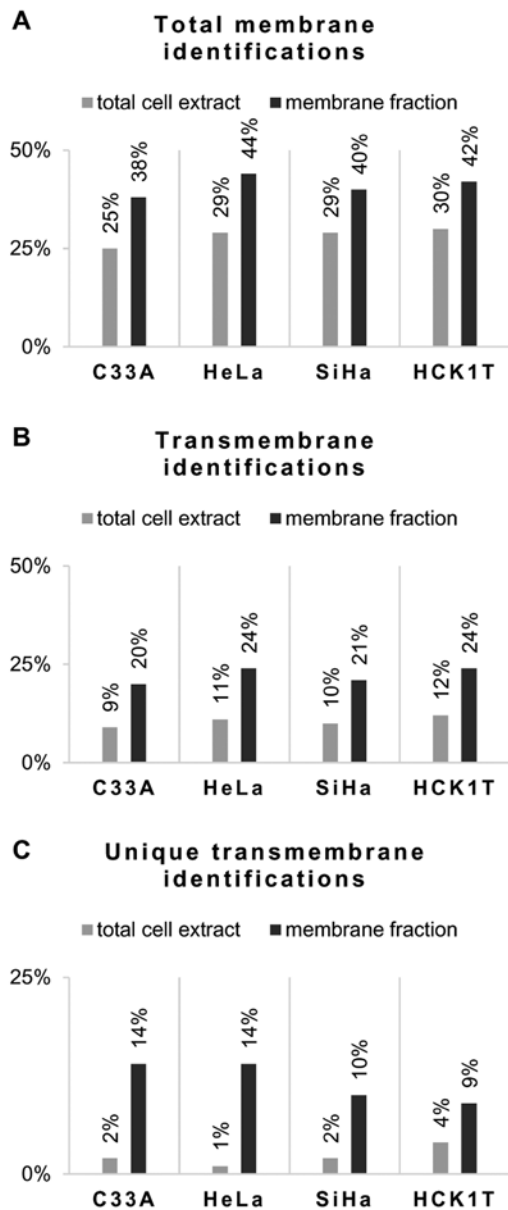 A
Total membrane
identifications
total cell extract membrane fraction
50%
25%
0%
25% 38% 29% 44% 29% 40% 30% 42%
C33A HeLa SiHa HCK1T
B
Transmembrane
identifications
total cell extract membrane fraction
50%
25%
0%
9% 20% 11% 24% 10% 21% 12% 24%
C33A HeLa SiHa HCK1T
C
Unique transmembrane
identifications
total cell extract membrane fraction
25%
0%
2% 14% 1% 14% 2% 10% 4% 9%
C33A HeLa SiHa HCK1T